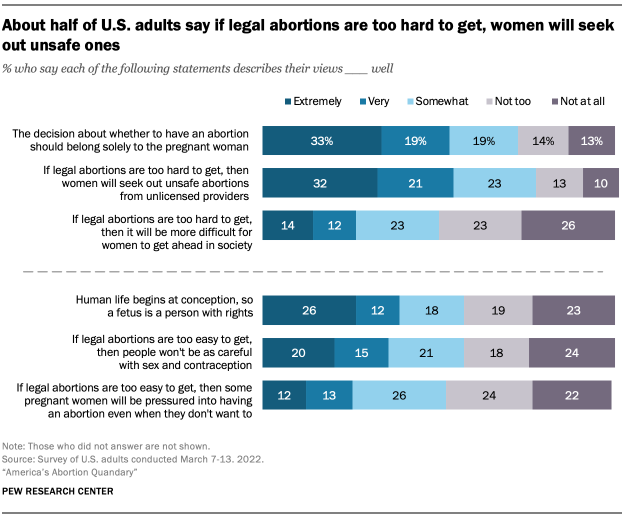 About half of U.S. adults say if legal abortions are too hard to get, women will seek
out unsafe ones
% who say each of the following statements describes their views ___ well
Extremely Very Somewhat Not too Not at all
The decision about whether to have an abortion
should belong solely to the pregnant woman
33% 19% 19% 14% 13%
If legal abortions are too hard to get, then
women will seek out unsafe abortions
from unlicensed providers
32 21 23 13 10
If legal abortions are too hard to get,
then it will be more difficult for
women to get ahead in society
14 12 23 23 26
Human life begins at conception, so
a fetus is a person with rights
26 12 18 19 23
If legal abortions are too easy to get,
then people won't be as careful
with sex and contraception
20 15 21 18 24
If legal abortions are too easy to get, then some
pregnant women will be pressured into having
an abortion even when they don't want to
12 13 26 24 22
Note: Those who did not answer are not shown.
Source: Survey of U.S. adults conducted March 7-13. 2022.
“America's Abortion Quandary”
PEW RESEARCH CENTER